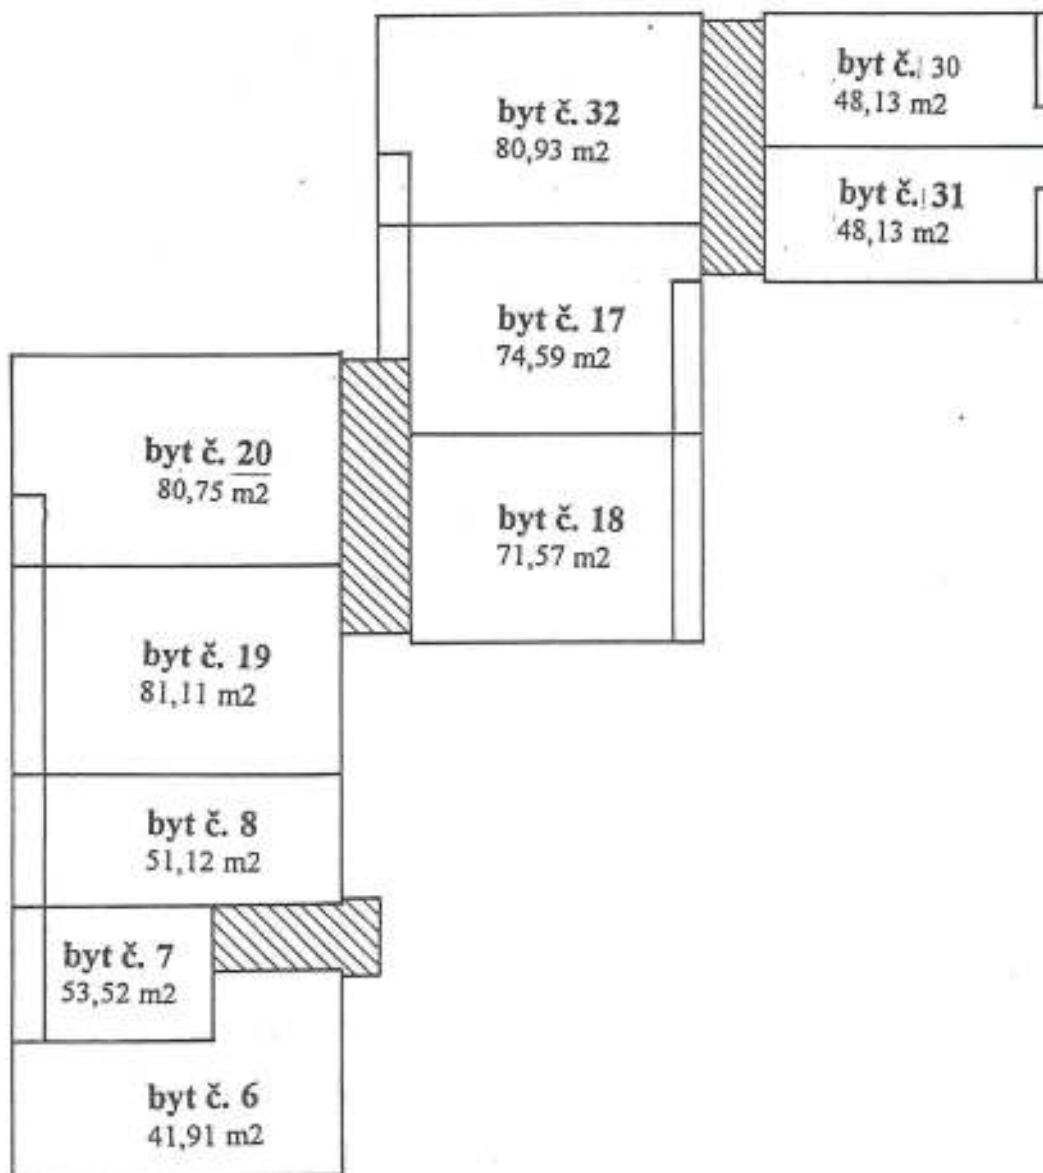 byt č. 32
80,93 m2
byt č. 30
48,13 m2
byt č. 31
48,13 m2
byt č. 17
74,59 m2
byt č. 20
80,75 m2
byt č. 18
71,57 m2
byt č. 19
81,11 m2
byt č. 8
51,12 m2
byt č. 7
53,52 m2
byt č. 6
41,91 m2